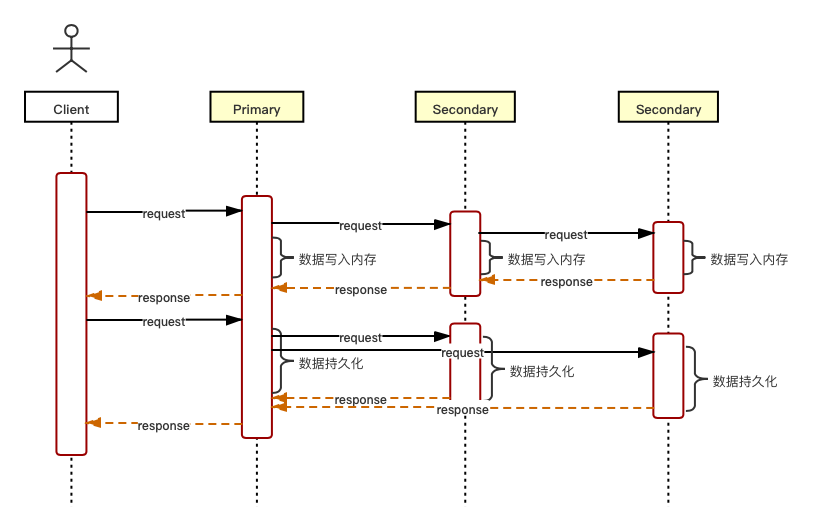 Client
Primary
Secondary
Secondary
request
request
request
数据写入内存
数据写入内存
数据写入内存
response
response
response
request
request
request
数据持久化
数据持久化
数据持久化
response
response
response